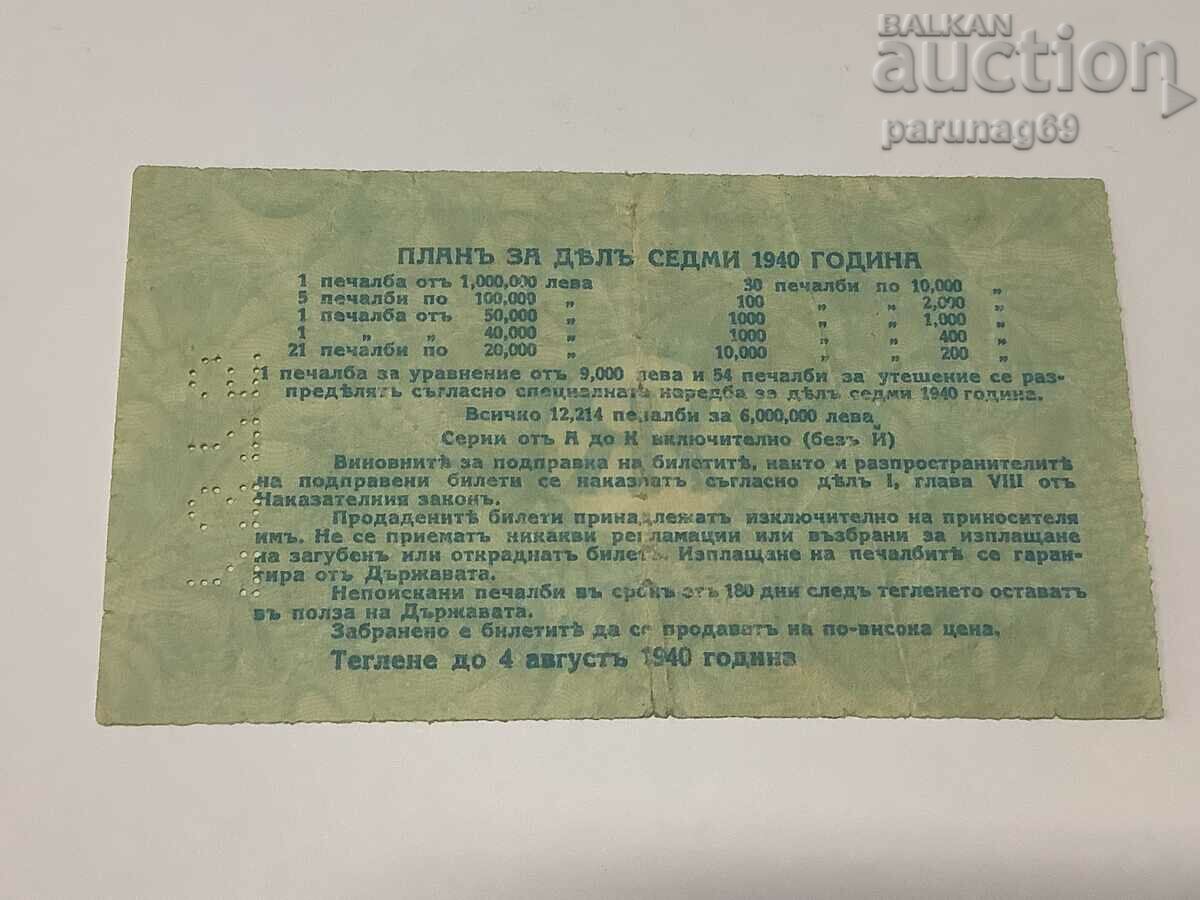 BALKAN
auction
parunag69
ПЛАНЪ ЗА ДѢЛЪ СЕДМИ 1940 ГОДИНА
1 печалба отъ 1,000,000 лева 30 печалби по 10,000 „
5 печалби по 100,000 „ 100 „ „ 2,000 „
1 печалба отъ 50,000 „ 1000 „ „ 1,000 „
1 „ „ 40,000 „ 1000 „ „ 400 „
21 печалби по 20,000 „ 10,000 „ „ 200 „
1 печалба за уравнение отъ 9,000 лева и 54 печалби за утешение се раз-
предѣлятъ съгласно специалната наредба за дѣлъ седми 1940 година.
Всичко 12,214 печалби за 6,000,000 лева
Серии отъ А до К включително (безъ Й)
Виновнитѣ за подправка на билетитѣ, както и разпространителитѣ
на подправени билети се наказватъ съгласно дѣлъ I, глава VIII отъ
Наказателния законъ.
Продаденитѣ билети принадлежатъ изключително на приносителя
имъ. Не се приематъ никакви рекламации или възбрани за изплащане
на загубенъ или откраднатъ билетъ. Изплащане на печалбитѣ се гаран-
тира отъ Държавата.
Непоискани печалби въ срокъ отъ 180 дни следъ тегленето оставатъ
въ полза на Държавата.
Забранено е билетитѣ да се продаватъ на по-висока цена.
Теглене до 4 августъ 1940 година